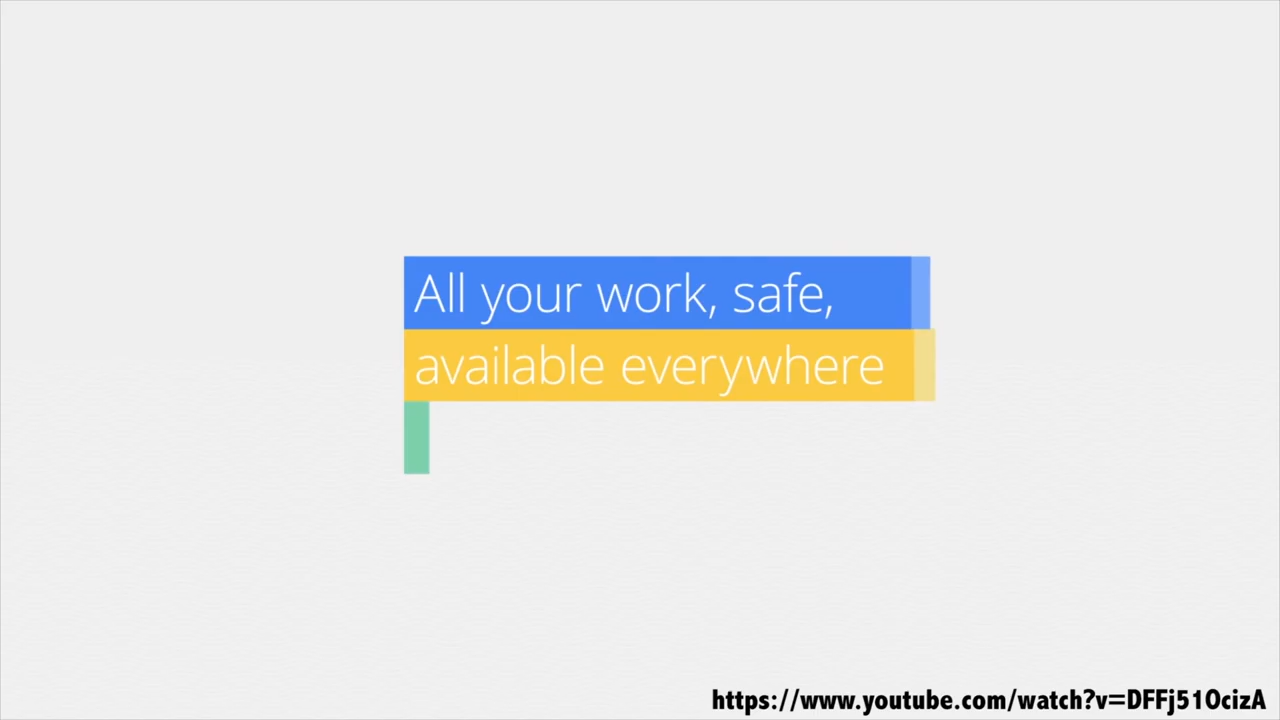 All your work, safe,
available everywhere
https://www.youtube.com/watch?v=DFFj51OcizA